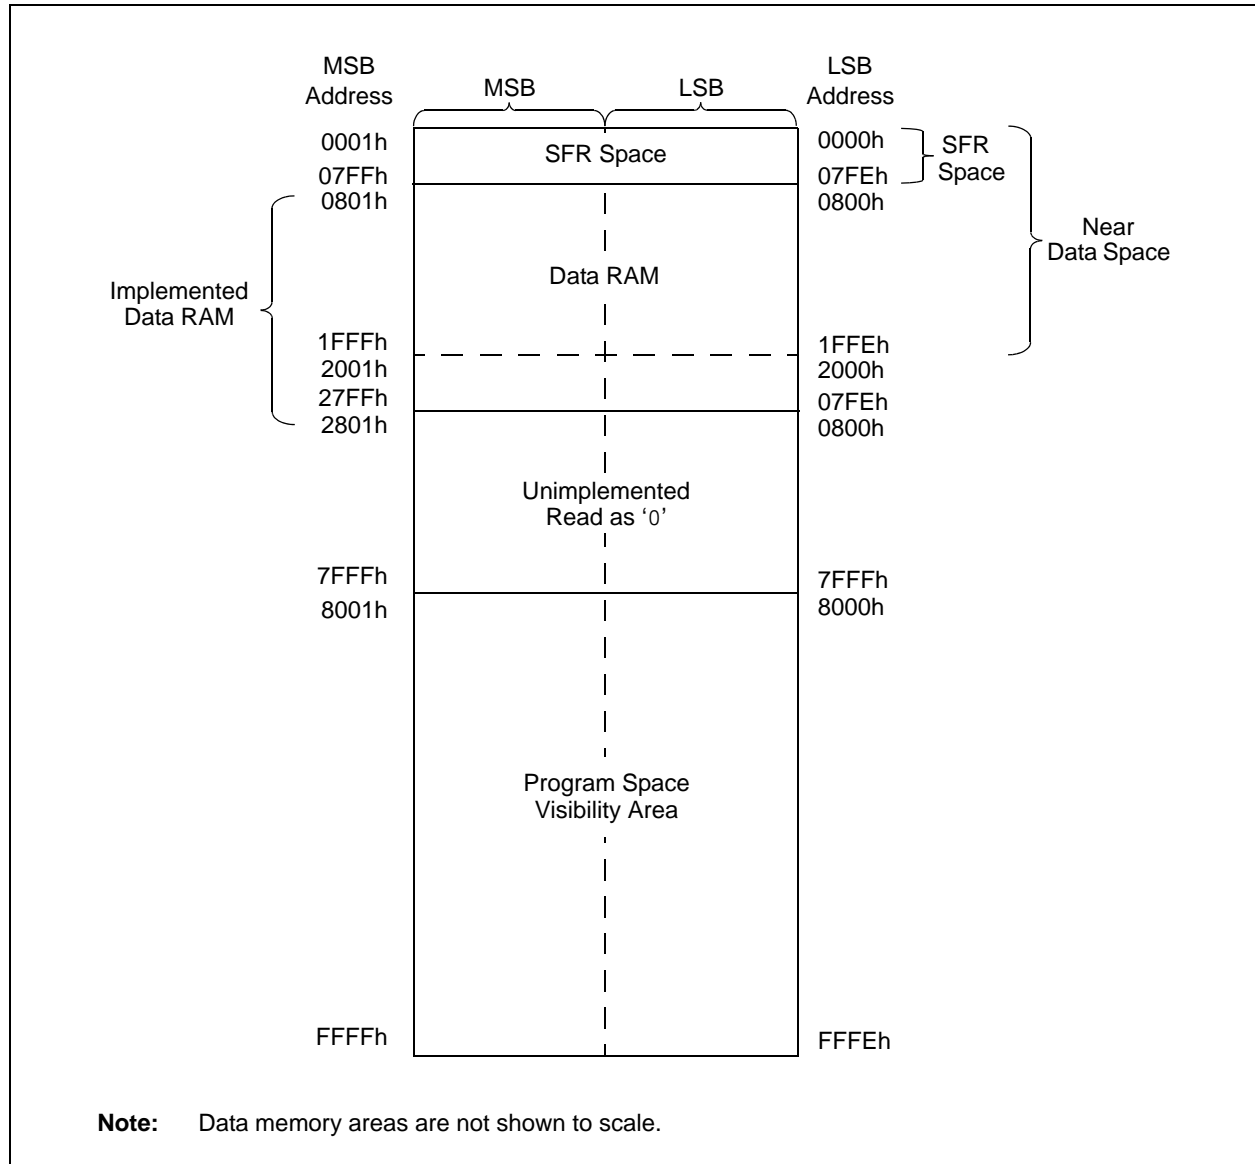 MSB
Address
MSB
LSB
LSB
Address
0001h
SFR Space
0000h
SFR
Space
07FFh
07FEh
0801h
0800h
Near
Data Space
Data RAM
Implemented
Data RAM
1FFFh
1FFEh
2001h
2000h
27FFh
07FEh
2801h
0800h
Unimplemented
Read as ‘0’
7FFFh
7FFFh
8001h
8000h
Program Space
Visibility Area
FFFFh
FFFEh
Note: Data memory areas are not shown to scale.